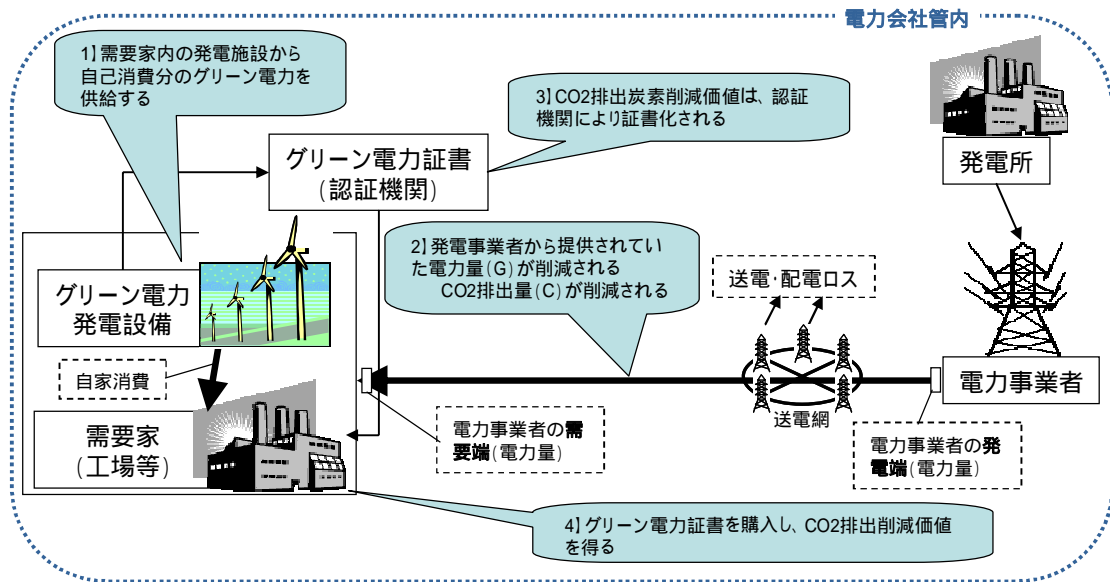 電力会社管内
1】需要家内の発電施設から
自己消費分のグリーン電力を
供給する
3】CO2排出炭素削減価値は、認証
機関により証書化される
発電所
グリーン電力証書
(認証機関)
2】発電事業者から提供されてい
た電力量(G)が削減される
CO2排出量(C)が削減される
送電・配電ロス
グリーン電力
発電設備
自家消費
送電網
電力事業者
需要家
(工場等)
電力事業者の需
要端(電力量)
電力事業者の発
電端(電力量)
4】グリーン電力証書を購入し、CO2排出削減価値
を得る